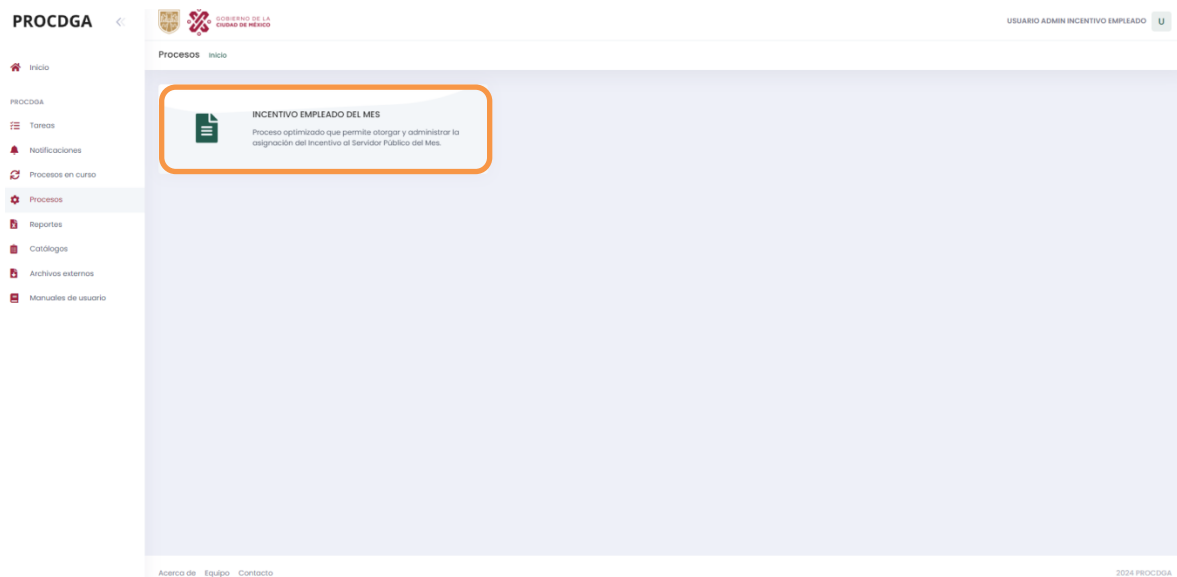 PROCDGA
GOBIERNO DE LA
CIUDAD DE MÉXICO
USUARIO ADMIN INCENTIVO EMPLEADO U
Procesos Inicio
Inicio
PROCDGA
Tareas
Notificaciones
Procesos en curso
Procesos
Reportes
Catálogos
Archivos externos
Manuales de usuario
INCENTIVO EMPLEADO DEL MES
Proceso optimizado que permite otorgar y administrar la
asignación del Incentivo al Servidor Público del Mes.
Acerca de Equipo Contacto
2024 PROCDGA